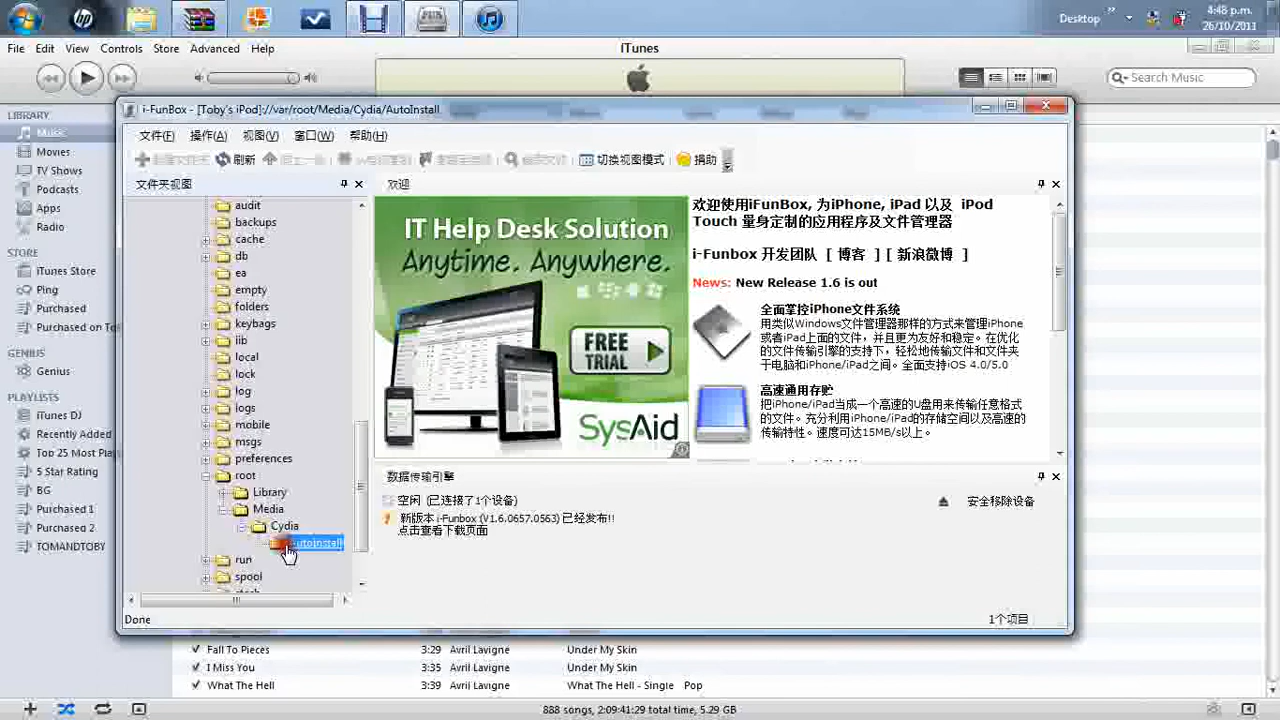 Desktop
4:48 p.m.
26/10/2011
File Edit View Controls Store Advanced Help
iTunes
Search Music
LIBRARY
Music
Movies
TV Shows
Podcasts
Apps
Radio
STORE
iTunes Store
Ping
Purchased
Purchased on To
GENIUS
Genius
PLAYLISTS
iTunes DJ
Recently Added
Top 25 Most Play
5 Star Rating
BG
Purchased 1
Purchased 2
TOMANDTOBY
i-FunBox - [Toby's iPod]://var/root/Media/Cydia/AutoInstall
文件(F) 操作(A) 视图(V) 窗口(W) 帮助(H)
刷新
切换视图模式
捐助
文件夹视图
audit
backups
cache
db
ea
empty
folders
keybags
lib
local
lock
log
logs
mobile
msgs
preferences
root
Library
Media
Cydia
utoinstall
run
spool
Done
欢迎
IT Help Desk Solution
Anytime. Anywhere.
FREE
TRIAL
SysAid
欢迎使用iFunBox, 为iPhone, iPad 以及 iPod
Touch 量身定制的应用程序及文件管理器
i-Funbox 开发团队 [ 博客 ] [ 新浪微博 ]
News: New Release 1.6 is out
全面掌控iPhone文件系统
用类似Windows文件管理器那样的方式来管理iPhone
或者iPad上面的文件，并且更为友好和稳定。在优化
的文件传输引擎的支持下，轻松地传输文件和文件夹
于电脑和iPhone/iPad之间。全面支持iOS 4.0/5.0
高速通用存贮
把iPhone/iPad当成一个高速的U盘用来传输任意格式
的文件。充分利用iPhone/iPad的存储空间以及高速的
传输特性。速度可达15MB/s以上。
数据传输引擎
空闲 (已连接了1个设备)
安全移除设备
新版本 i-Funbox (V1.6.0657.0563) 已经发布!!
点击查看下载页面
1个项目
Fall To Pieces 3:29 Avril Lavigne Under My Skin
I Miss You 3:35 Avril Lavigne Under My Skin
What The Hell 3:39 Avril Lavigne What The Hell - Single Pop
888 songs, 2:09:41:29 total time, 5.29 GB